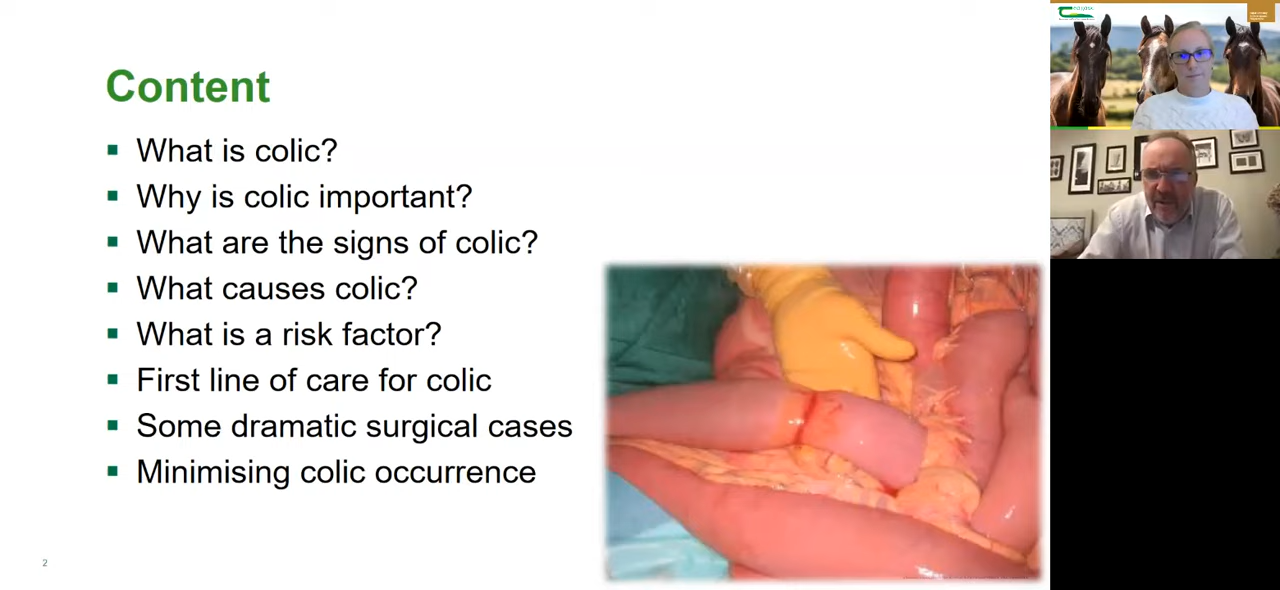 Content
What is colic?
Why is colic important?
What are the signs of colic?
What causes colic?
What is a risk factor?
First line of care for colic
Some dramatic surgical cases
Minimising colic occurrence
2